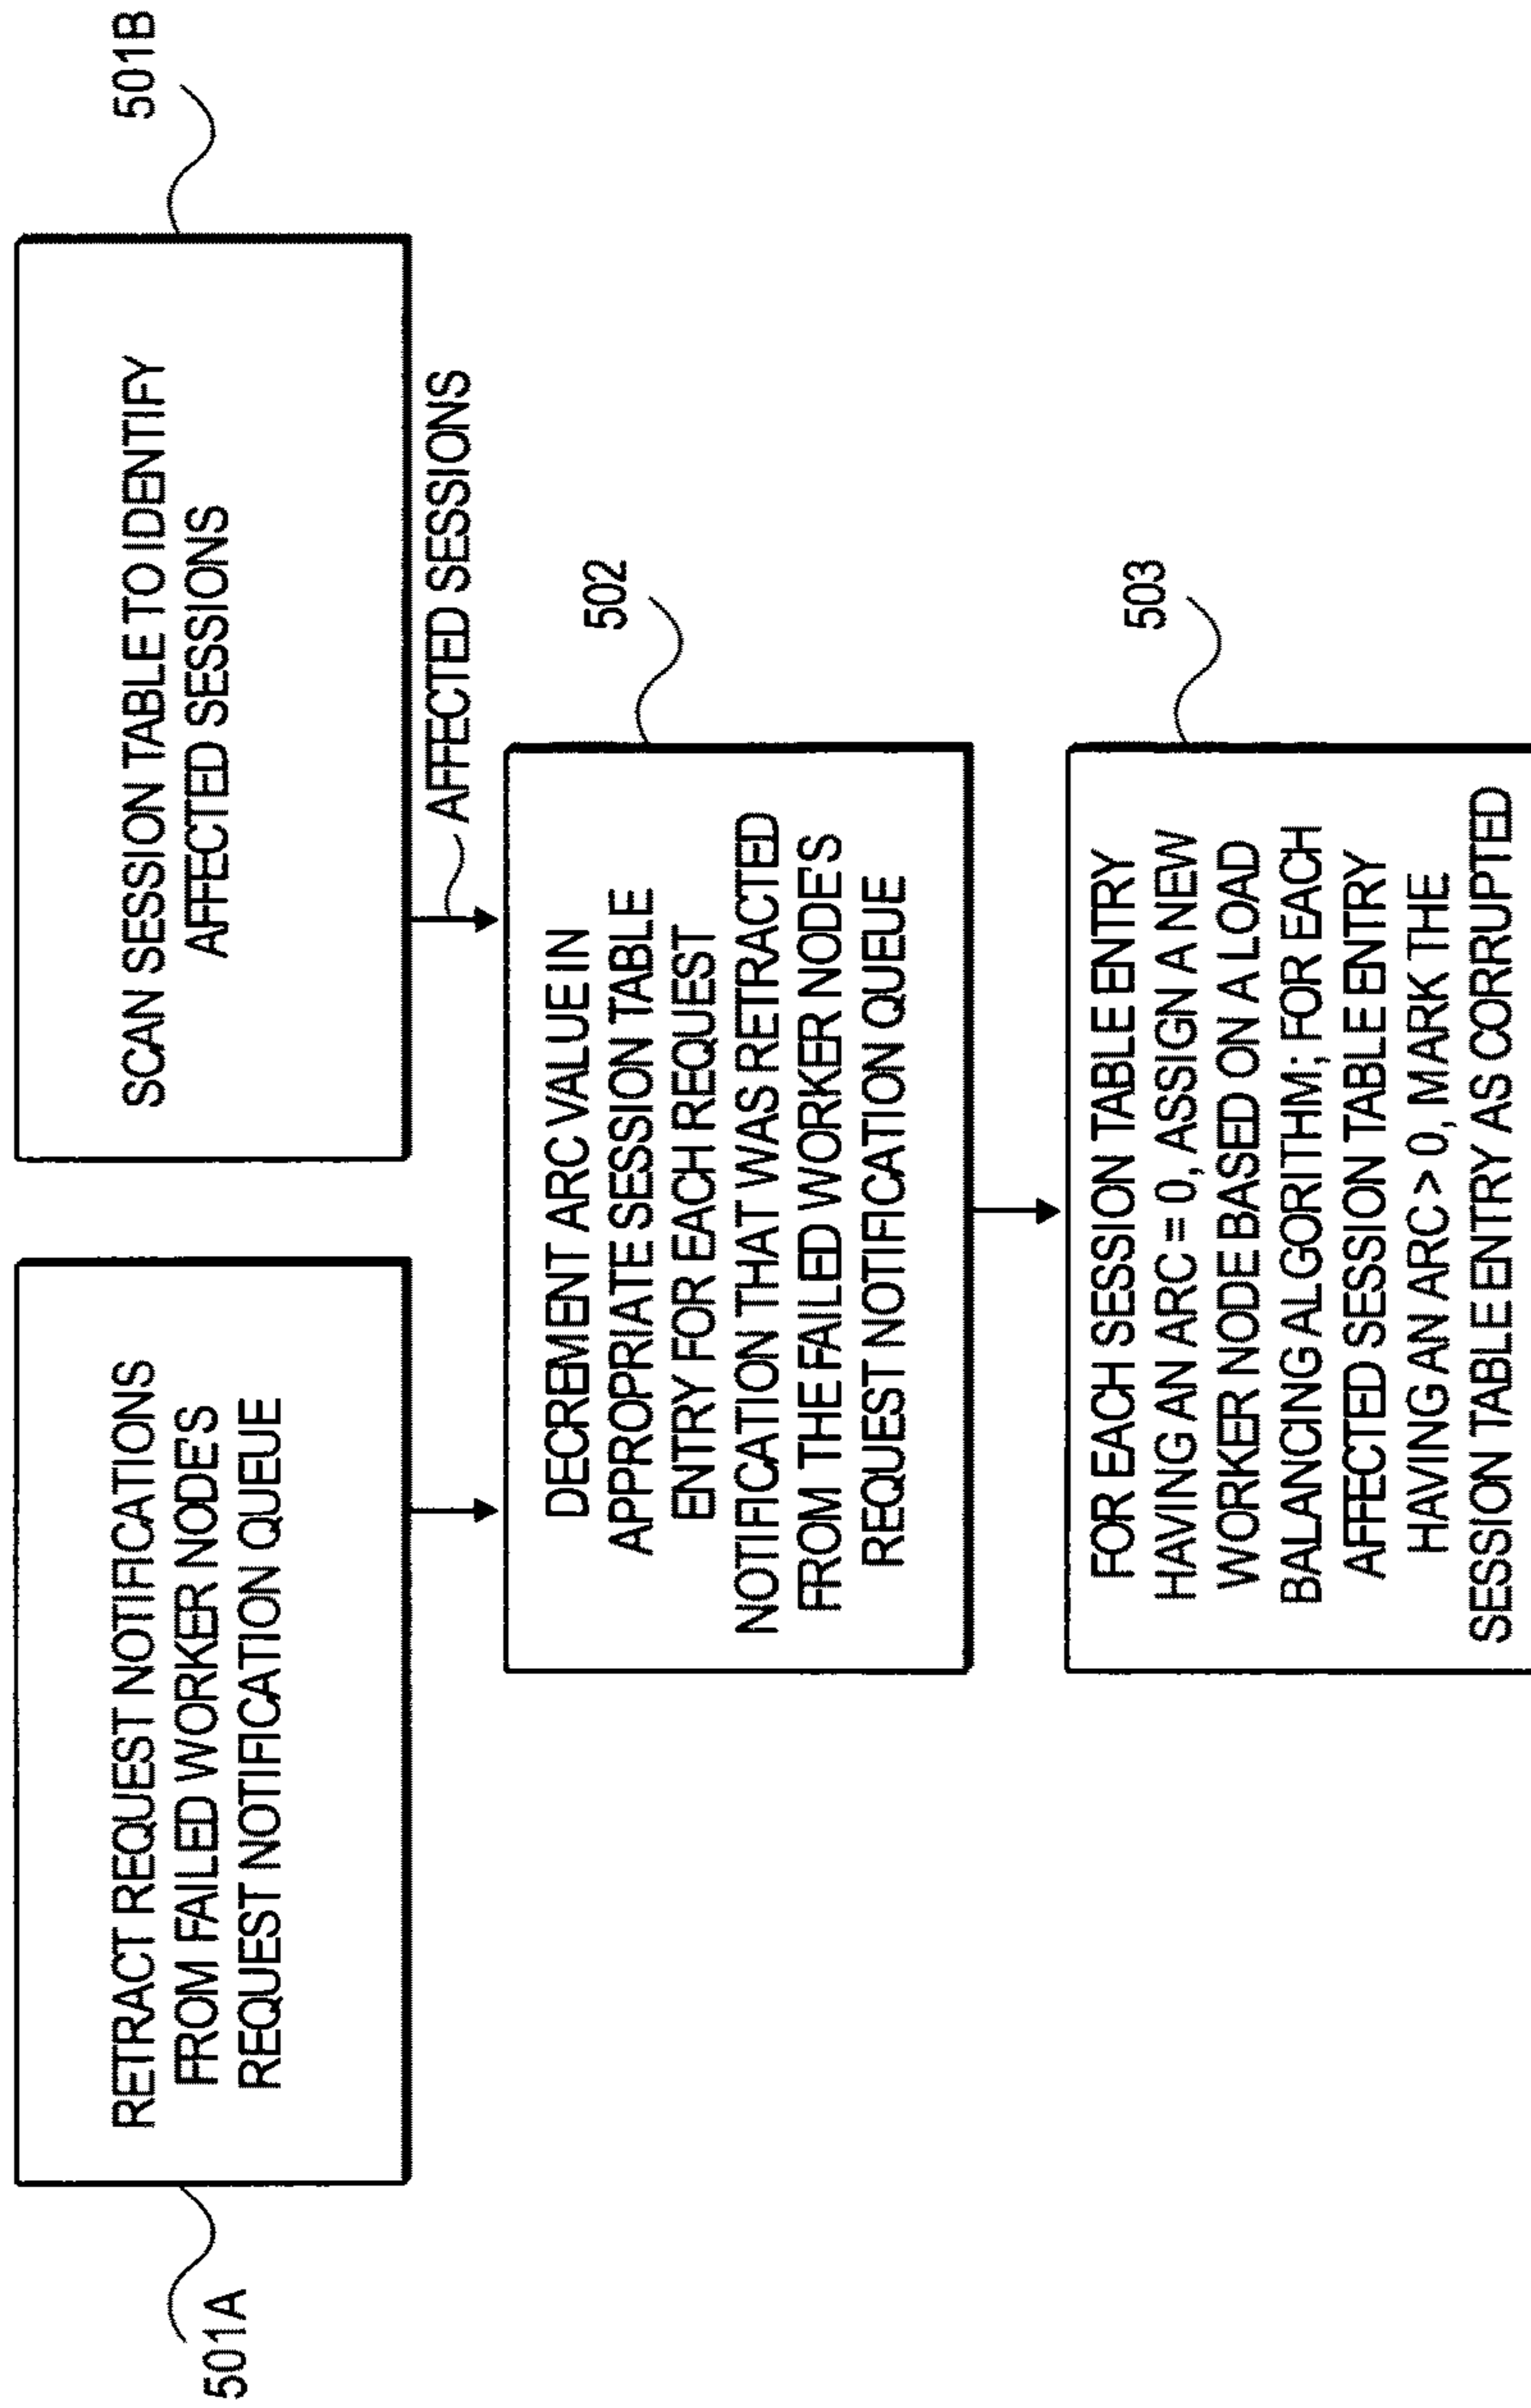 501A
RETRACT REQUEST NOTIFICATIONS
FROM FAILED WORKER NODES
REQUEST NOTIFICATION QUEUE
501B
SCAN SESSION TABLE TO IDENTIFY
AFFECTED SESSIONS
AFFECTED SESSIONS
502
DECREMENT ARC VALUE IN
APPROPRIATE SESSION TABLE
ENTRY FOR EACH REQUEST
NOTIFICATION THAT WAS RETRACTED
FROM THE FAILED WORKER NODES
REQUEST NOTIFICATION QUEUE
503
FOR EACH SESSION TABLE ENTRY
HAVING AN ARC = 0, ASSIGN A NEW
WORKER NODE BASED ON A LOAD
BALANCING ALGORITHM; FOR EACH
AFFECTED SESSION TABLE ENTRY
HAVING AN ARC > 0, MARK THE
SESSION TABLE ENTRY AS CORRUPTED